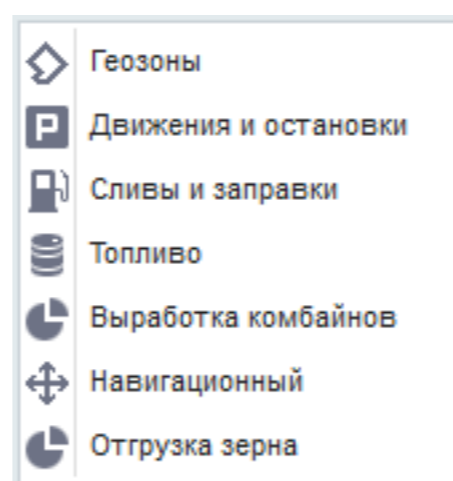 Геозоны
P Движения и остановки
Сливы и заправки
Топливо
Выработка комбайнов
Навигационный
Отгрузка зерна